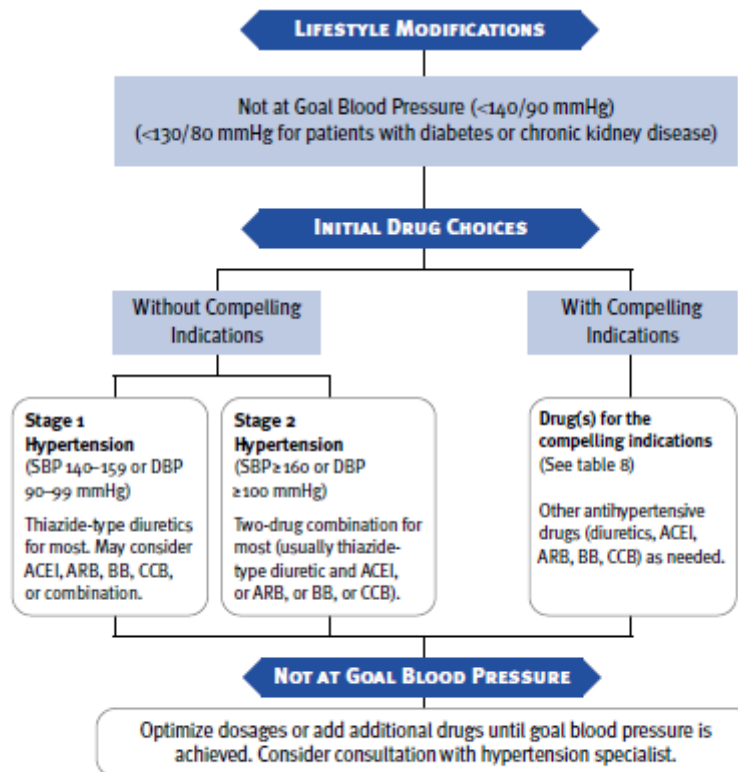 LIFESTYLE MODIFICATIONS
Not at Goal Blood Pressure (<140/90 mmHg)
(<130/80 mmHg for patients with diabetes or chronic kidney disease)
INITIAL DRUG CHOICES
Without Compelling
Indications
With Compelling
Indications
Stage 1
Hypertension
(SBP 140–159 or DBP
90–99 mmHg)
Thiazide-type diuretics
for most. May consider
ACEI, ARB, BB, CCB,
or combination.
Stage 2
Hypertension
(SBP ≥160 or DBP
≥100 mmHg)
Two-drug combination for
most (usually thiazide-
type diuretic and ACEI,
or ARB, or BB, or CCB).
Drug(s) for the
compelling indications
(See table 8)
Other antihypertensive
drugs (diuretics, ACEI,
ARB, BB, CCB) as needed.
NOT AT GOAL BLOOD PRESSURE
Optimize dosages or add additional drugs until goal blood pressure is
achieved. Consider consultation with hypertension specialist.